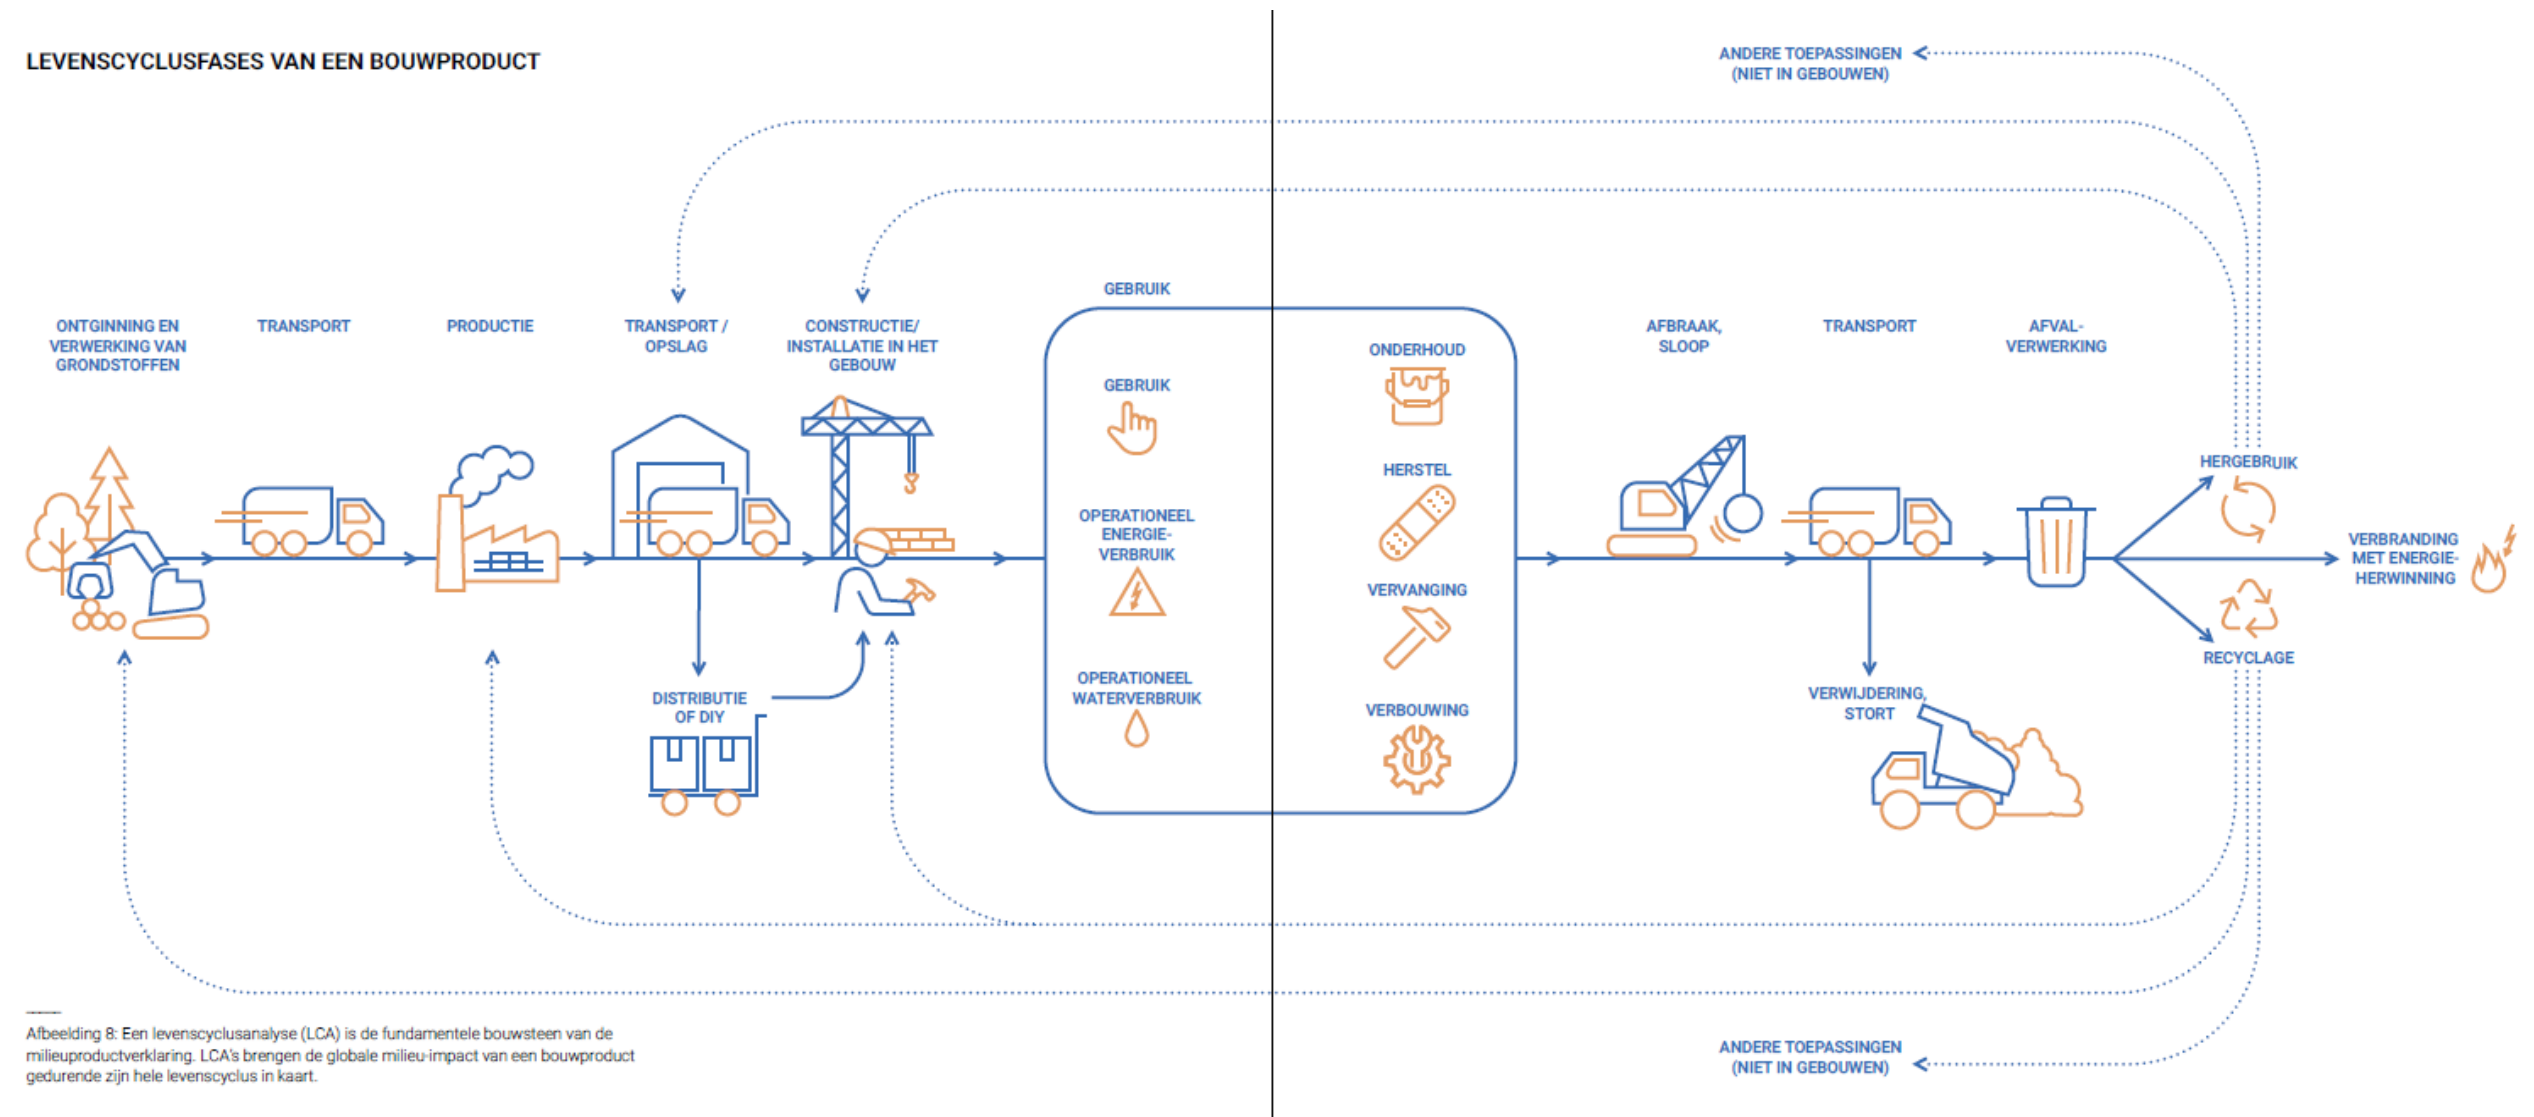 LEVENSCYCLUSFASES VAN EEN BOUWPRODUCT
ANDERE TOEPASSINGEN
(NIET IN GEBOUWEN)
ONTGINNING EN
VERWERKING VAN
GRONDSTOFFEN
TRANSPORT
PRODUCTIE
TRANSPORT /
OPSLAG
CONSTRUCTIE/
INSTALLATIE IN HET
GEBOUW
GEBRUIK
GEBRUIK
OPERATIONEEL
ENERGIE-
VERBRUIK
OPERATIONEEL
WATERVERBRUIK
ONDERHOUD
HERSTEL
VERVANGING
VERBOUWING
AFBRAAK,
SLOOP
TRANSPORT
AFVAL-
VERWERKING
HERGEBRUIK
VERBRANDING
MET ENERGIE-
HERWINNING
RECYCLAGE
DISTRIBUTIE
OF DIY
VERWIJDERING,
STORT
ANDERE TOEPASSINGEN
(NIET IN GEBOUWEN)
Afbeelding 8: Een levenscyclusanalyse (LCA) is de fundamentele bouwsteen van de
milieuproductverklaring. LCA's brengen de globale milieu-impact van een bouwproduct
gedurende zijn hele levenscyclus in kaart.